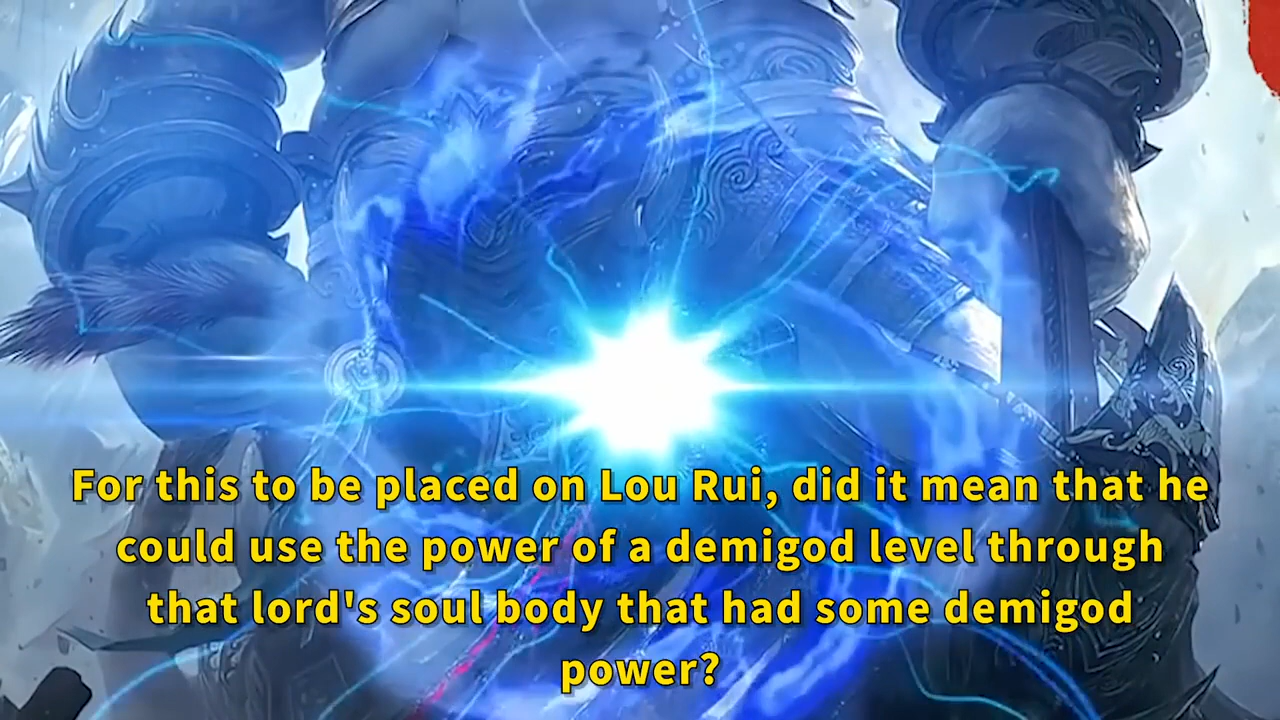 For this to be placed on Lou Rui, did it mean that he
could use the power of a demigod level through
that lord's soul body that had some demigod
power?